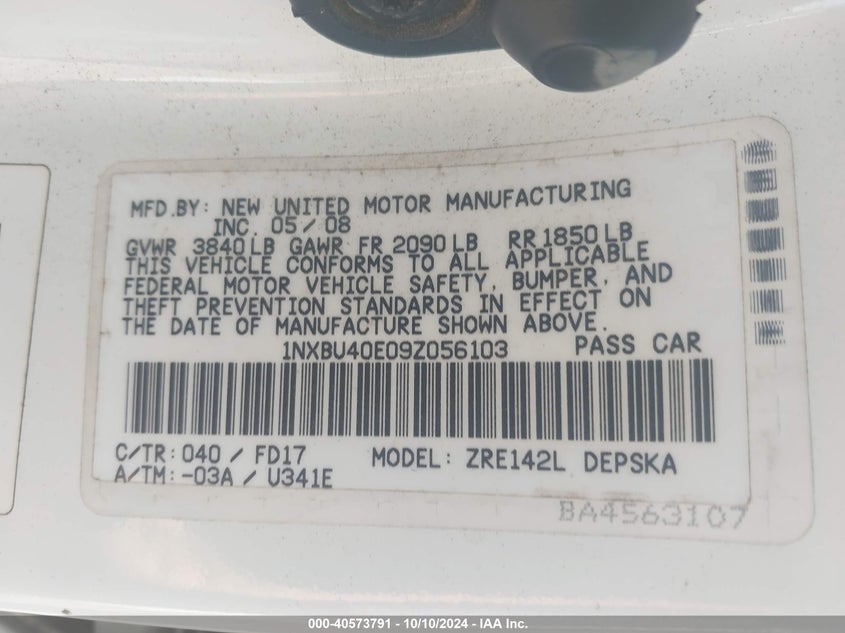 MFD.BY: NEW UNITED MOTOR MANUFACTURING
INC. 05/08
GVWR 3840LB GAWR FR 2090LB RR1850LB
THIS VEHICLE CONFORMS TO ALL APPLICABLE
FEDERAL MOTOR VEHICLE SAFETY, BUMPER, AND
THEFT PREVENTION STANDARDS IN EFFECT ON
THE DATE OF MANUFACTURE SHOWN ABOVE.
1NXBU40E09Z056103 PASS CAR
C/TR: 040 / FD17 MODEL: ZRE142L DEPSKA
A/TM: -03A / U341E
BA4563107
000-40573791 - 10/10/2024 - IAA Inc.